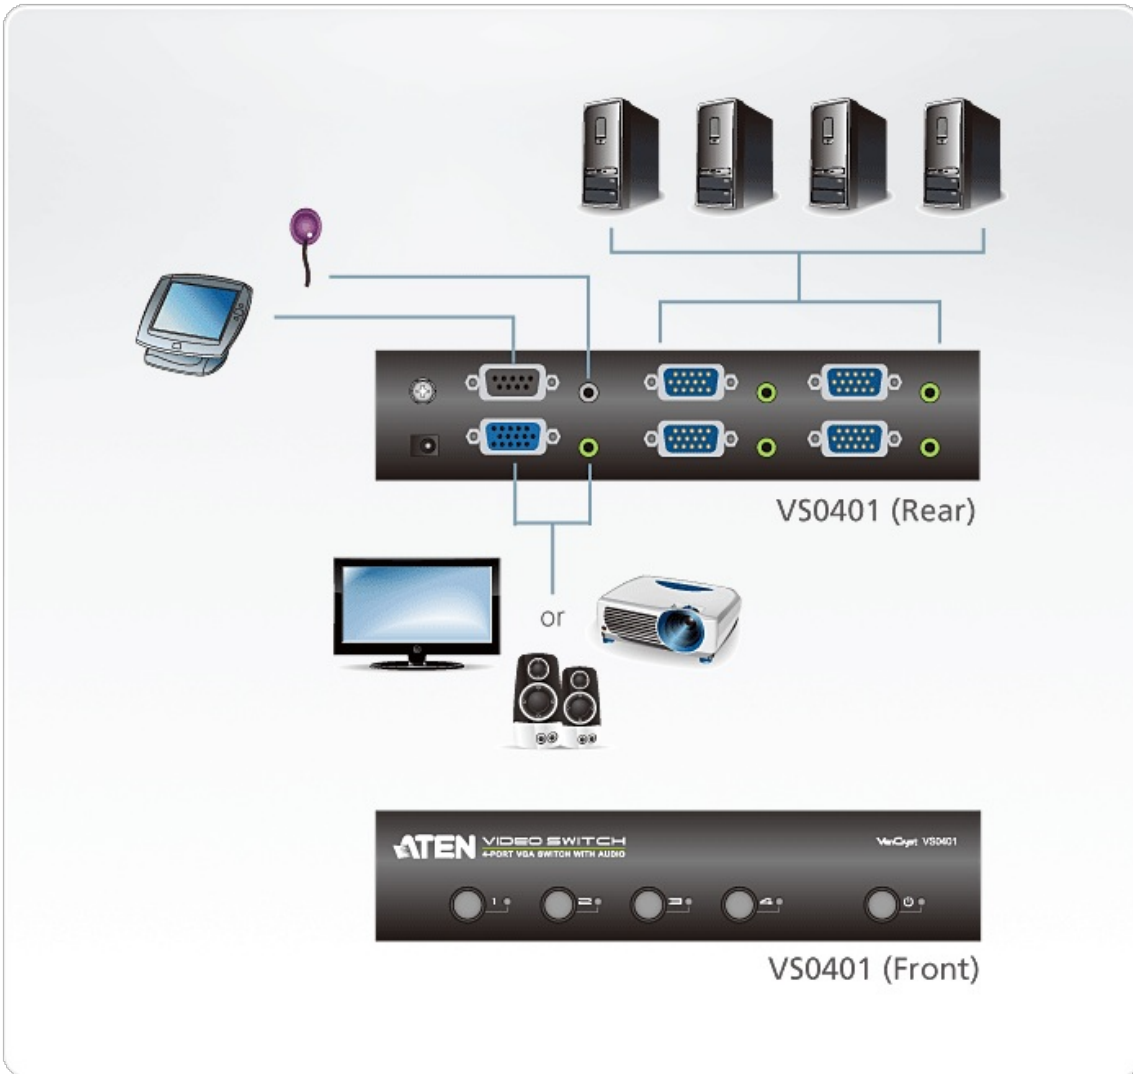 VS0401 (Rear)
or
ATEN VIDEO SWITCH
4-PORT VGA SWITCH WITH AUDIO
VanCryst VS0401
1 2 3 4
VS0401 (Front)